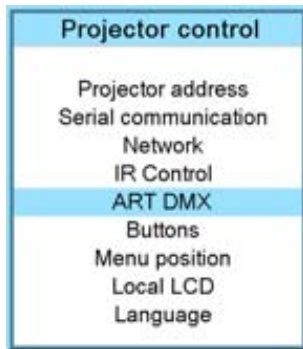 Projector control
Projector address
Serial communication
Network
IR Control
ART DMX
Buttons
Menu position
Local LCD
Language